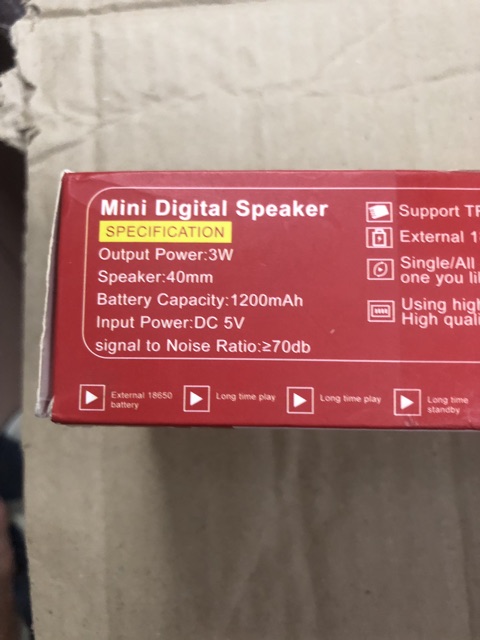 Mini Digital Speaker
SPECIFICATION
Output Power:3W
Speaker:40mm
Battery Capacity:1200mAh
Input Power:DC 5V
signal to Noise Ratio:≥70db
Support
External
Single/All
one you
Using
High
External 18650
battery
Long time play
Long time play
Long time
standby